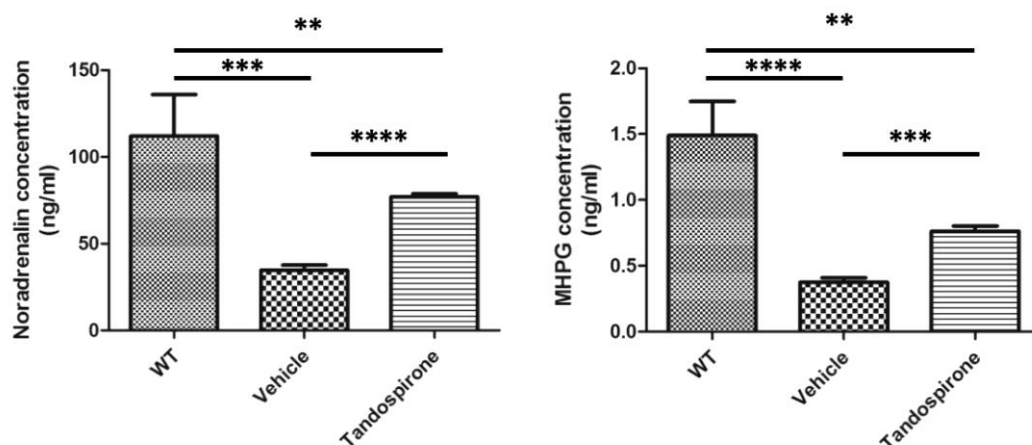 **
***
****
Noradrenalin concentration
(ng/ml)
150
100
50
0
WT
Vehicle
Tandospirone
**
****
***
MHPG concentration
(ng/ml)
2.0
1.5
1.0
0.5
0.0
WT
Vehicle
Tandospirone